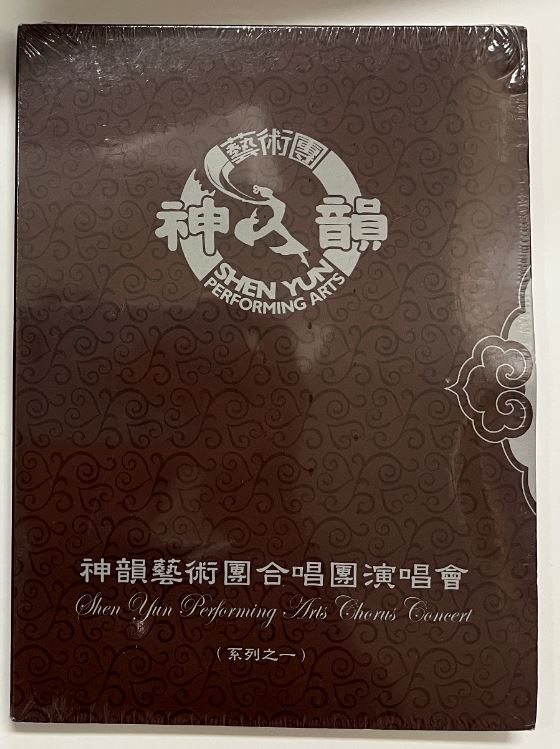 藝術團
神韻
SHEN YUN
PERFORMING ARTS
神韻藝術團合唱團演唱會
Shen Yun Performing Arts Chorus Concert
(系列之一)